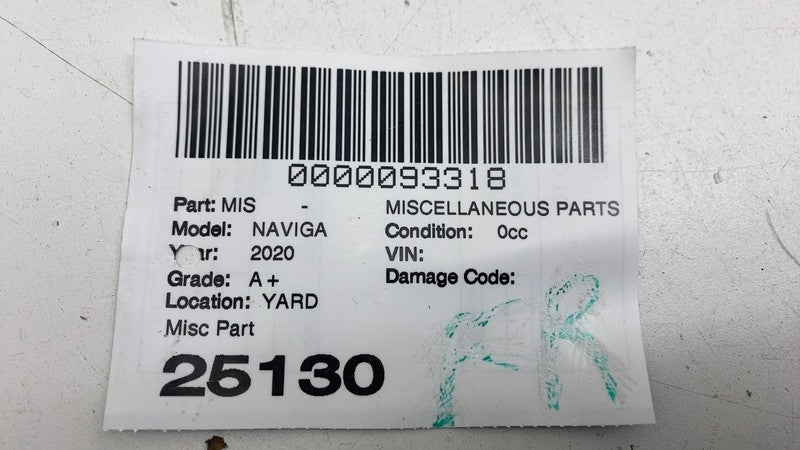 0000093318
Part: MIS - MISCELLANEOUS PARTS
Model: NAVIGA Condition: 0cc
Year: 2020 VIN:
Grade: A+ Damage Code:
Location: YARD
Misc Part
25130 FR